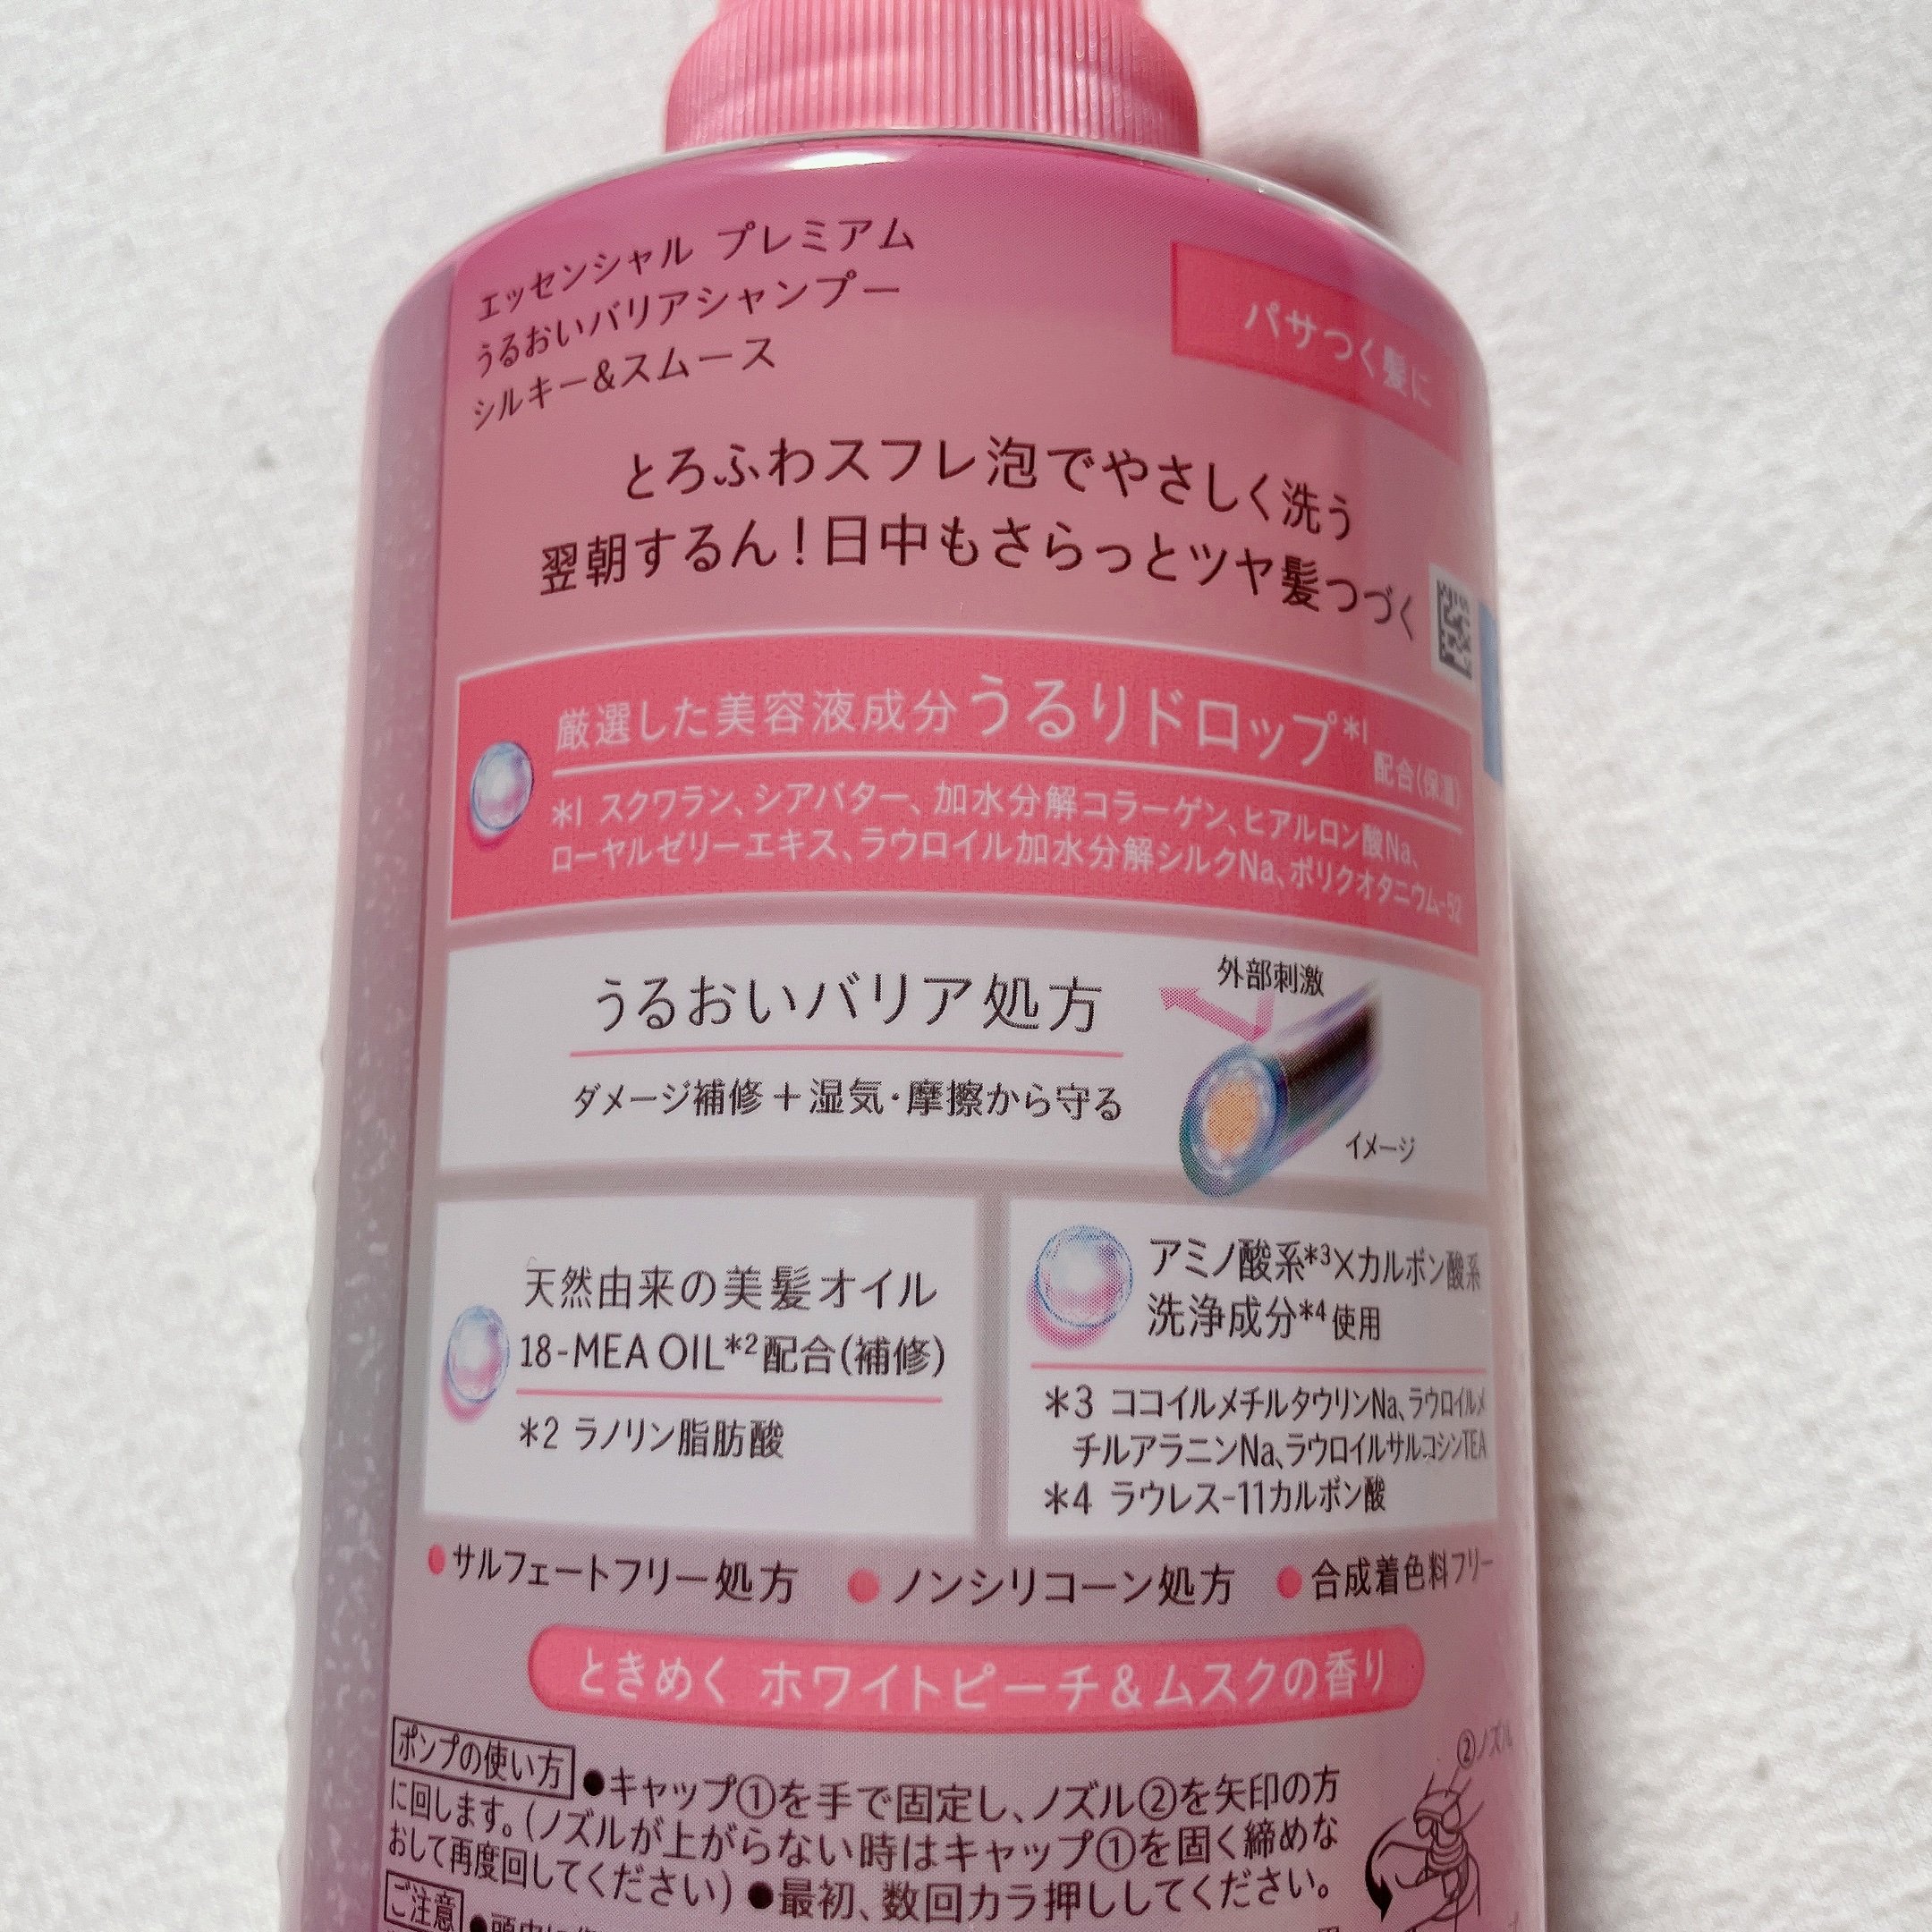 エッセンシャル プレミアム
うるおいバリアシャンプー
シルキー&スムース
パサつく髪に
とろふわスフレ泡でやさしく洗う
翌朝するん!日中もさらっとツヤ髪つづく
厳選した美容液成分うるりドロップ*1配合(保湿)
*1 スクワラン、シアバター、加水分解コラーゲン、ヒアルロン酸Na、
ローヤルゼリーエキス、ラウロイル加水分解シルクNa、ポリクオタニウム-52
うるおいバリア処方
ダメージ補修+湿気・摩擦から守る
外部刺激
イメージ
天然由来の美髪オイル
18-MEA OIL*2配合(補修)
*2 ラノリン脂肪酸
アミノ酸系*3×カルボン酸系
洗浄成分*4使用
*3 ココイルメチルタウリンNa、ラウロイルメ
チルアラニンNa、ラウロイルサルコシンTEA
*4 ラウレス-11カルボン酸
●サルフェートフリー処方 ●ノンシリコーン処方 ●合成着色料フリー
ときめく ホワイトピーチ&ムスクの香り
ポンプの使い方 ●キャップ①を手で固定し、ノズル②を矢印の方
に回します。(ノズルが上がらない時はキャップ①を固く締めな
おして再度回してください) ●最初、数回カラ押ししてください。
②ノズル
ご注意